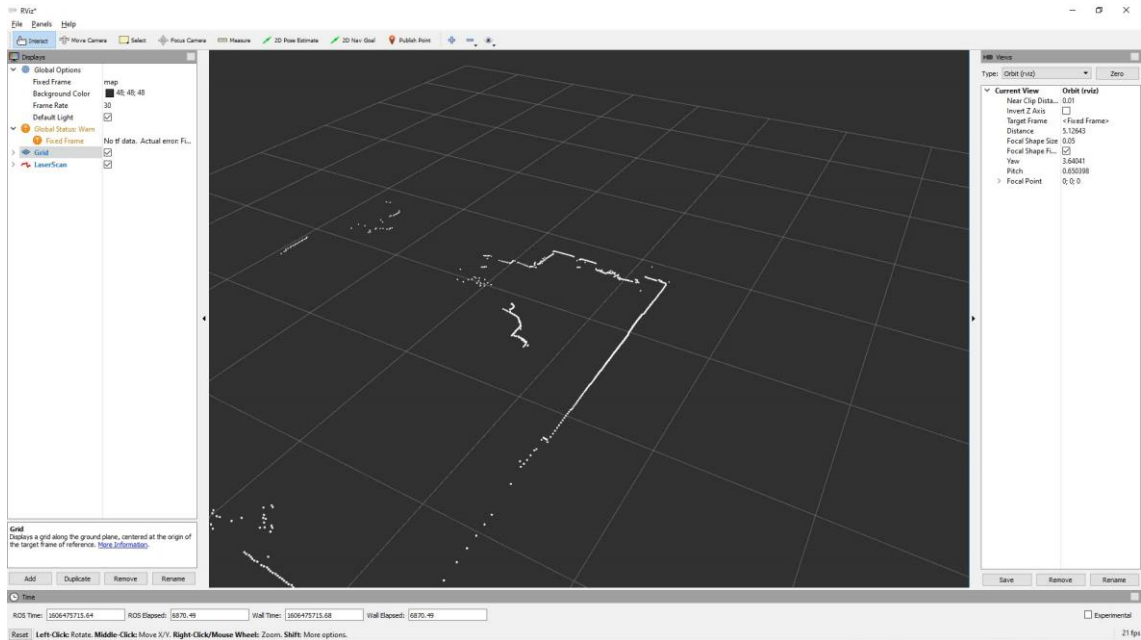 RViz*
File Panels Help
Interact Move Camera Select Focus Camera Measure 2D Pose Estimate 2D Nav Goal Publish Point
Displays
Global Options
Fixed Frame map
Background Color 48; 48; 48
Frame Rate 30
Default Light
Global Status: Warn
Fixed Frame No tf data. Actual error: Fi...
Grid
LaserScan
Grid
Displays a grid along the ground plane, centered at the origin of
the target frame of reference. More Information.
Add Duplicate Remove Rename
Views
Type: Orbit (rviz) Zero
Current View Orbit (rviz)
Near Clip Dista... 0.01
Invert Z Axis
Target Frame <Fixed Frame>
Distance 5.12643
Focal Shape Size 0.05
Focal Shape Fi...
Yaw 3.64041
Pitch 0.650398
Focal Point 0; 0; 0
Save Remove Rename
Time
ROS Time: 1606475715.64 ROS Elapsed: 6870.49 Wall Time: 1606475715.68 Wall Elapsed: 6870.49 Experimental
Reset Left-Click: Rotate. Middle-Click: Move X/Y. Right-Click/Mouse Wheel: Zoom. Shift: More options. 21 fps